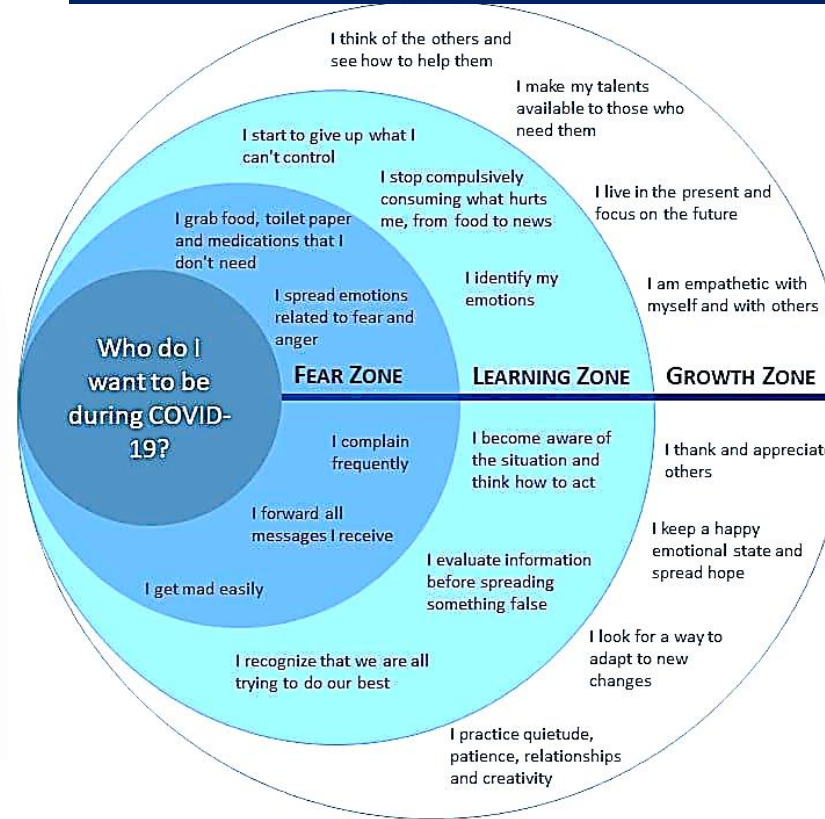 I think of the others and
see how to help them
I make my talents
available to those who
need them
I start to give up what I
can't control
I stop compulsively
consuming what hurts
me, from food to news
I live in the present and
focus on the future
I grab food, toilet paper
and medications that I
don't need
I identify my
emotions
I am empathetic with
myself and with others
I spread emotions
related to fear and
anger
Who do I
want to be
during COVID-
19?
FEAR ZONE
LEARNING ZONE
GROWTH ZONE
I complain
frequently
I become aware of
the situation and
think how to act
I thank and appreciate
others
I forward all
messages I receive
I keep a happy
emotional state and
spread hope
I evaluate information
before spreading
something false
I get mad easily
I look for a way to
adapt to new
changes
I recognize that we are all
trying to do our best
I practice quietude,
patience, relationships
and creativity